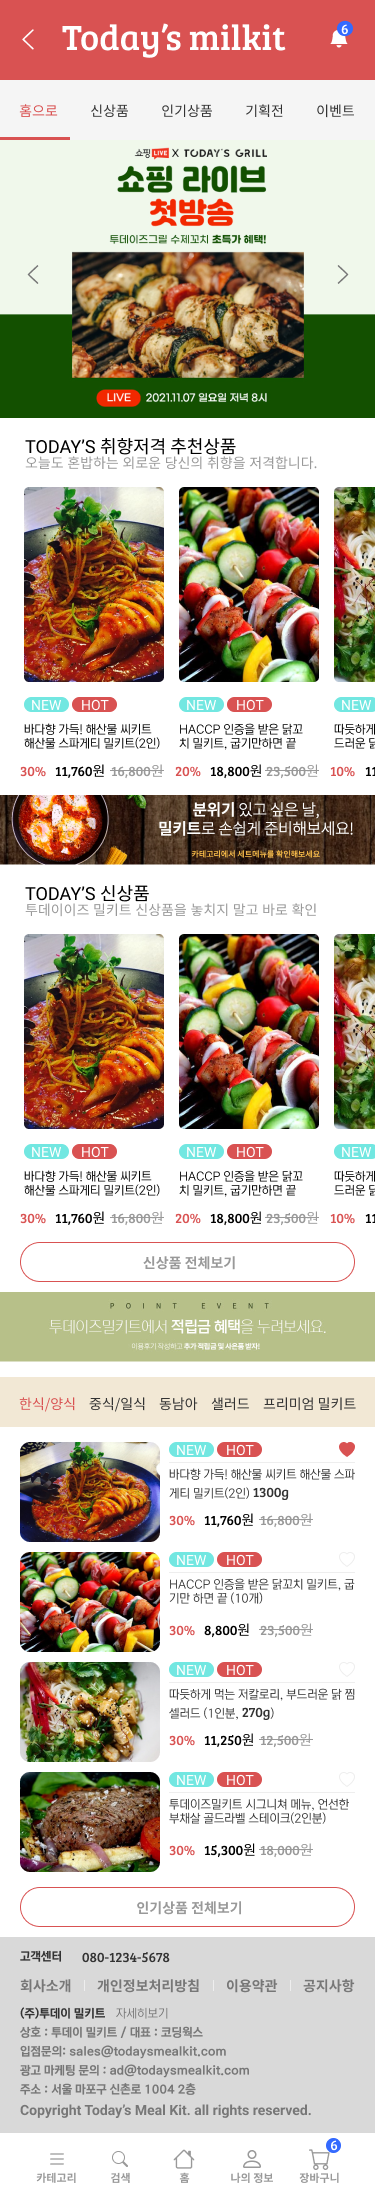 Today's milkit
6
홈으로 신상품 인기상품 기획전 이벤트
쇼핑LIVE X TODAY'S GRILL
쇼핑 라이브
첫방송
투데이즈그릴 수제꼬치 초특가 혜택!
LIVE 2021.11.07 일요일 저녁 8시
TODAY'S 취향저격 추천상품
오늘도 혼밥하는 외로운 당신의 취향을 저격합니다.
NEW HOT NEW HOT NEW
바다향 가득! 해산물 씨키트 HACCP 인증을 받은 닭꼬 따듯하게
해산물 스파게티 밀키트(2인) 치 밀키트, 굽기만하면 끝 드러운 닭
30% 11,760원 16,800원 20% 18,800원 23,500원 10% 11
분위기 있고 싶은 날,
밀키트로 손쉽게 준비해보세요!
카테고리에서 세트메뉴를 확인해보세요
TODAY'S 신상품
투데이이즈 밀키트 신상품을 놓치지 말고 바로 확인
NEW HOT NEW HOT NEW
바다향 가득! 해산물 씨키트 HACCP 인증을 받은 닭꼬 따듯하게
해산물 스파게티 밀키트(2인) 치 밀키트, 굽기만하면 끝 드러운 닭
30% 11,760원 16,800원 20% 18,800원 23,500원 10% 11
신상품 전체보기
POINT EVENT
투데이즈밀키트에서 적립금 혜택을 누려보세요.
이용후기 작성하고 추가 적립금 및 사은품 받자!
한식/양식 중식/일식 동남아 샐러드 프리미엄 밀키트
NEW HOT
바다향 가득! 해산물 씨키트 해산물 스파
게티 밀키트(2인) 1300g
30% 11,760원 16,800원
NEW HOT
HACCP 인증을 받은 닭꼬치 밀키트, 굽
기만 하면 끝 (10개)
30% 8,800원 23,500원
NEW HOT
따듯하게 먹는 저칼로리, 부드러운 닭 찜
셀러드 (1인분, 270g)
30% 11,250원 12,500원
NEW HOT
투데이즈밀키트 시그니쳐 메뉴, 연선한
부채살 골드라벨 스테이크(2인분)
30% 15,300원 18,000원
인기상품 전체보기
고객센터 080-1234-5678
회사소개 개인정보처리방침 이용약관 공지사항
(주)투데이 밀키트 자세히보기
상호 : 투데이 밀키트 / 대표 : 코딩웍스
입점문의: sales@todaysmealkit.com
광고 마케팅 문의 : ad@todaysmealkit.com
주소 : 서울 마포구 신촌로 1004 2층
Copyright Today's Meal Kit. all rights reserved.
6
카테고리 검색 홈 나의 정보 장바구니